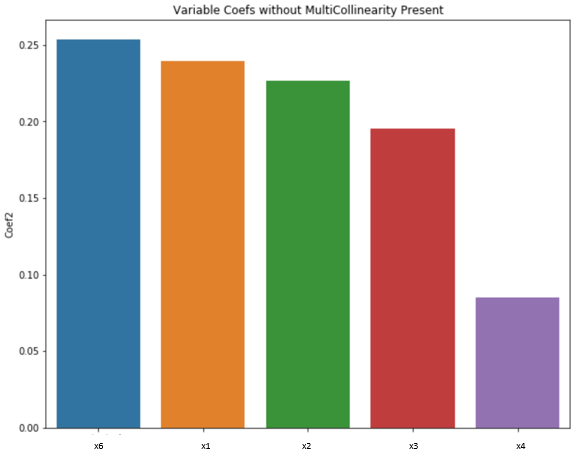 Variable Coefs without MultiCollinearity Present
0.25
0.20
0.15
0.10
0.05
0.00
Coef2
x6 x1 x2 x3 x4